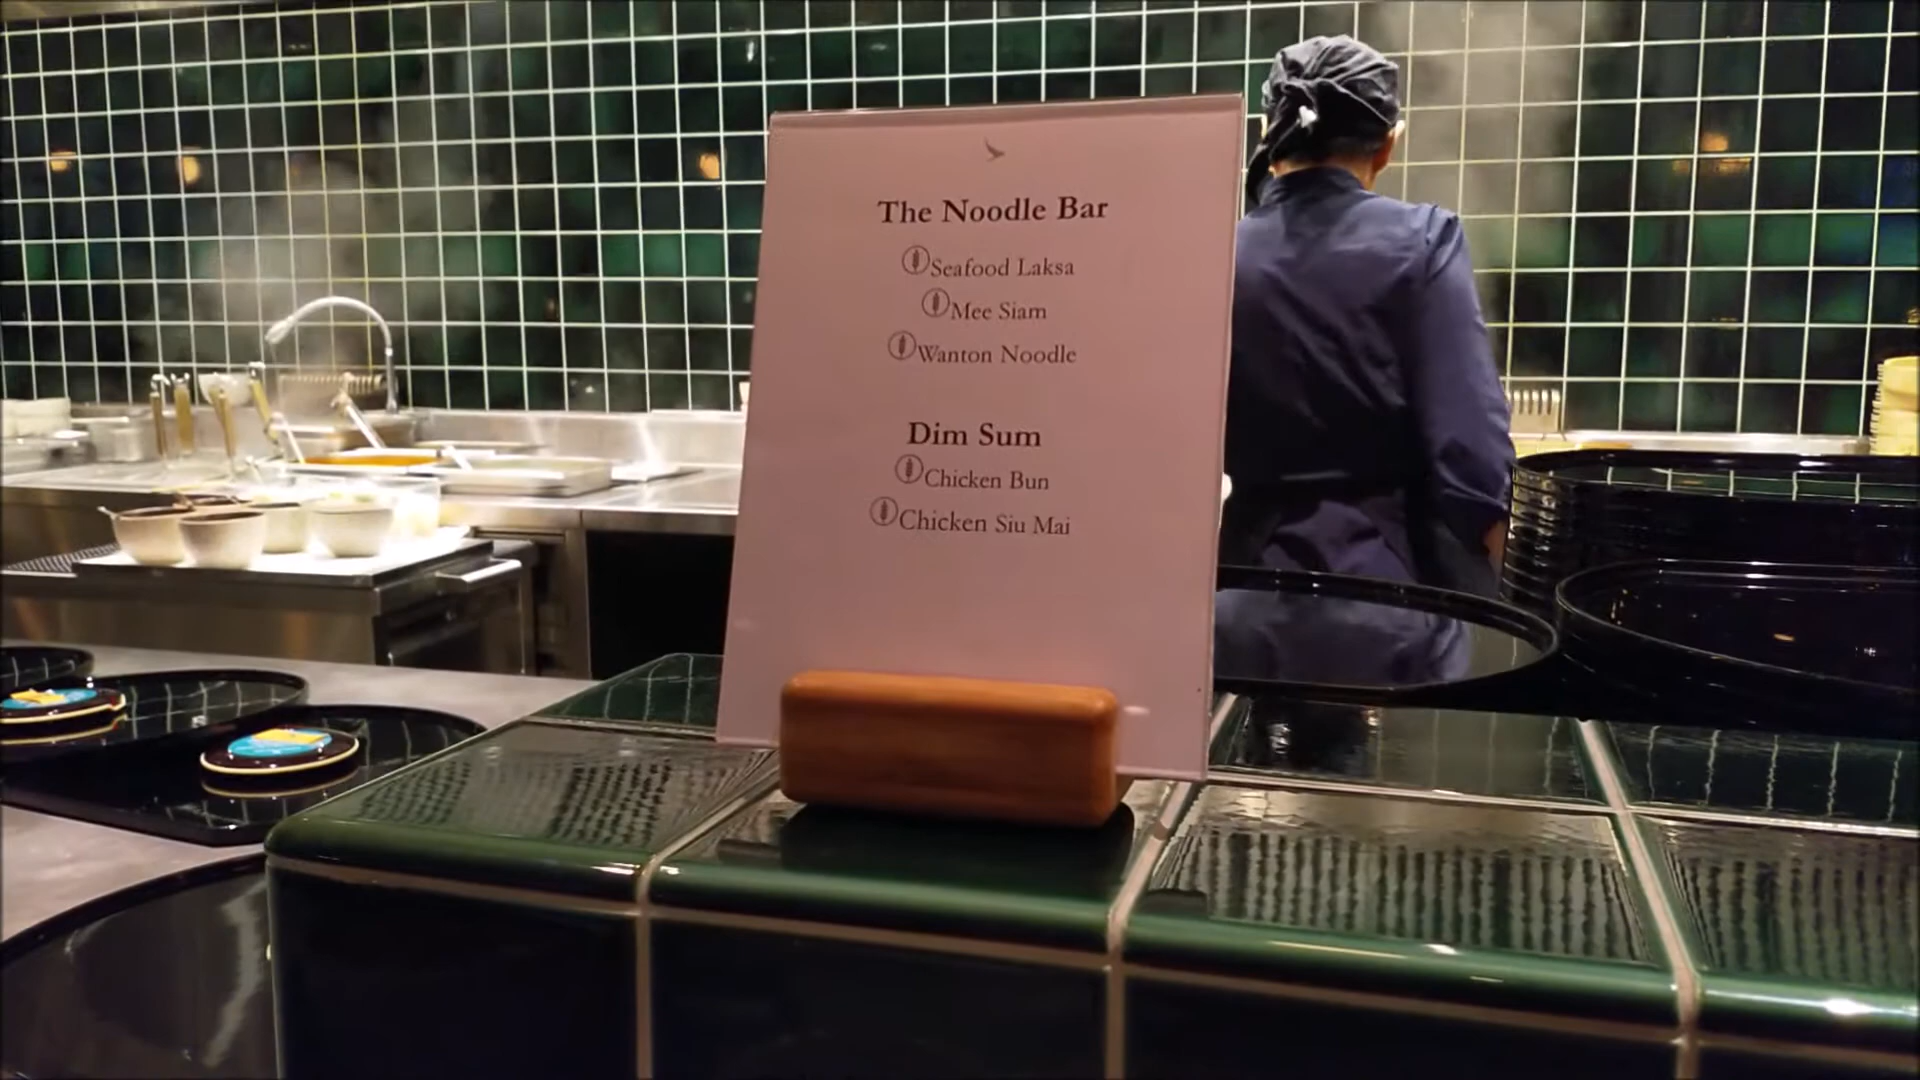 The Noodle Bar
Seafood Laksa
Mee Siam
Wanton Noodle
Dim Sum
Chicken Bun
Chicken Siu Mai